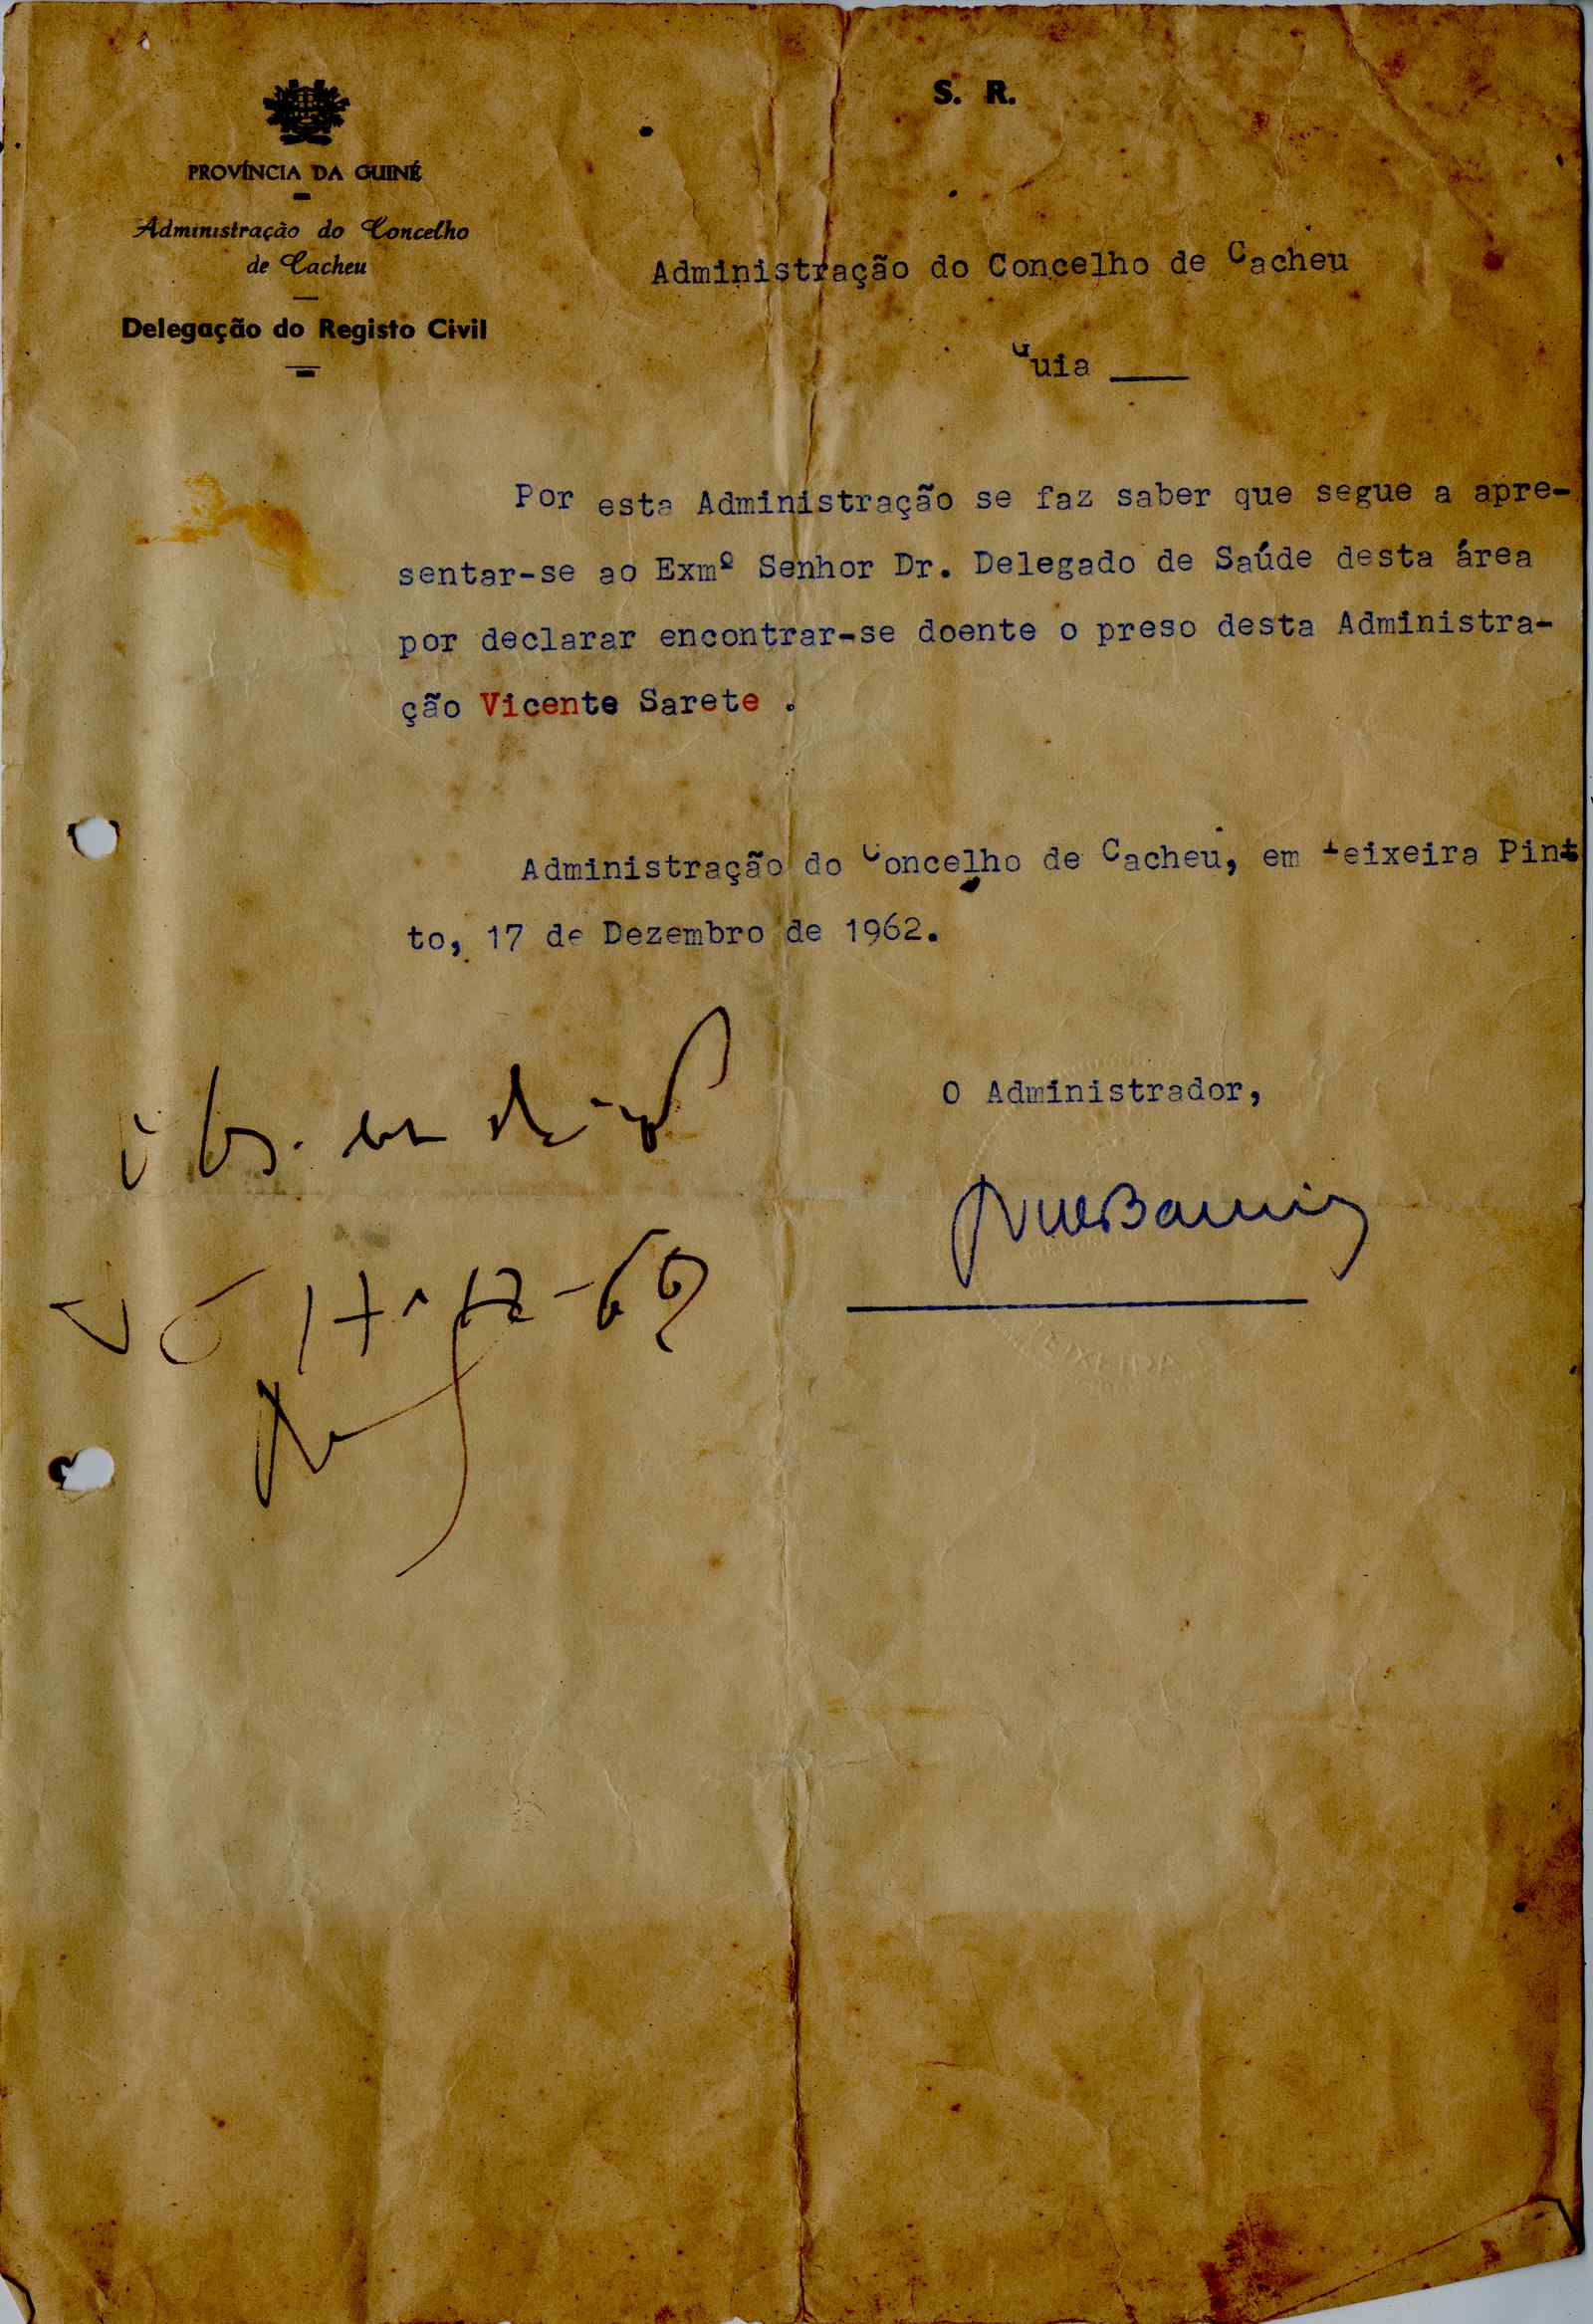 S. R.
PROVÍNCIA DA GUINÉ
Administração do Concelho
de Cacheu
Delegação do Registo Civil
Administração do Concelho de Cacheu
Guia ____
Por esta Administração se faz saber que segue a apre-
sentar-se ao Exmº Senhor Dr. Delegado de Saúde desta área
por declarar encontrar-se doente o preso desta Administra-
ção Vicente Sarete .
Administração do Concelho de Cacheu, em Teixeira Pint
to, 17 de Dezembro de 1962.
O Administrador,
17-12-62
TEIXEIRA